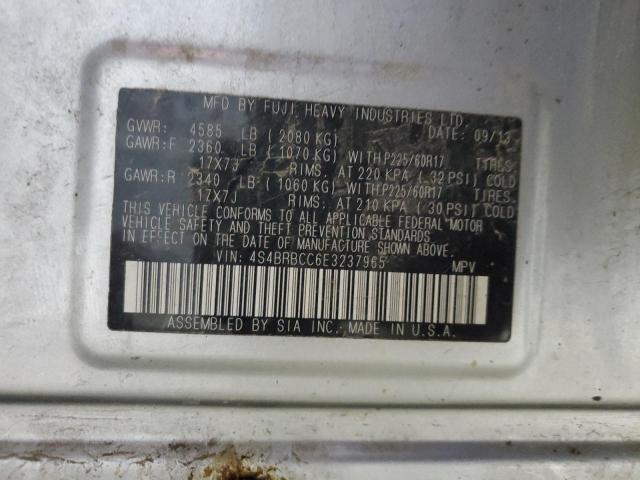 MFD BY FUJI HEAVY INDUSTRIES LTD.
GVWR: 4585 LB (2080 KG) DATE: 09/13
GAWR:F 2360 LB (1070 KG) WITH P225/60R17 TIRES
17X7J RIMS. AT 220 KPA (32 PSI) COLD
GAWR:R 2340 LB (1060 KG) WITH P225/60R17 TIRES.
17X7J RIMS. AT 210 KPA (30 PSI) COLD
THIS VEHICLE CONFORMS TO ALL APPLICABLE FEDERAL MOTOR
VEHICLE SAFETY AND THEFT PREVENTION STANDARDS
IN EFFECT ON THE DATE OF MANUFACTURE SHOWN ABOVE.
VIN: 4S4BRBCC6E3237965 MPV
ASSEMBLED BY SIA INC. MADE IN U.S.A.